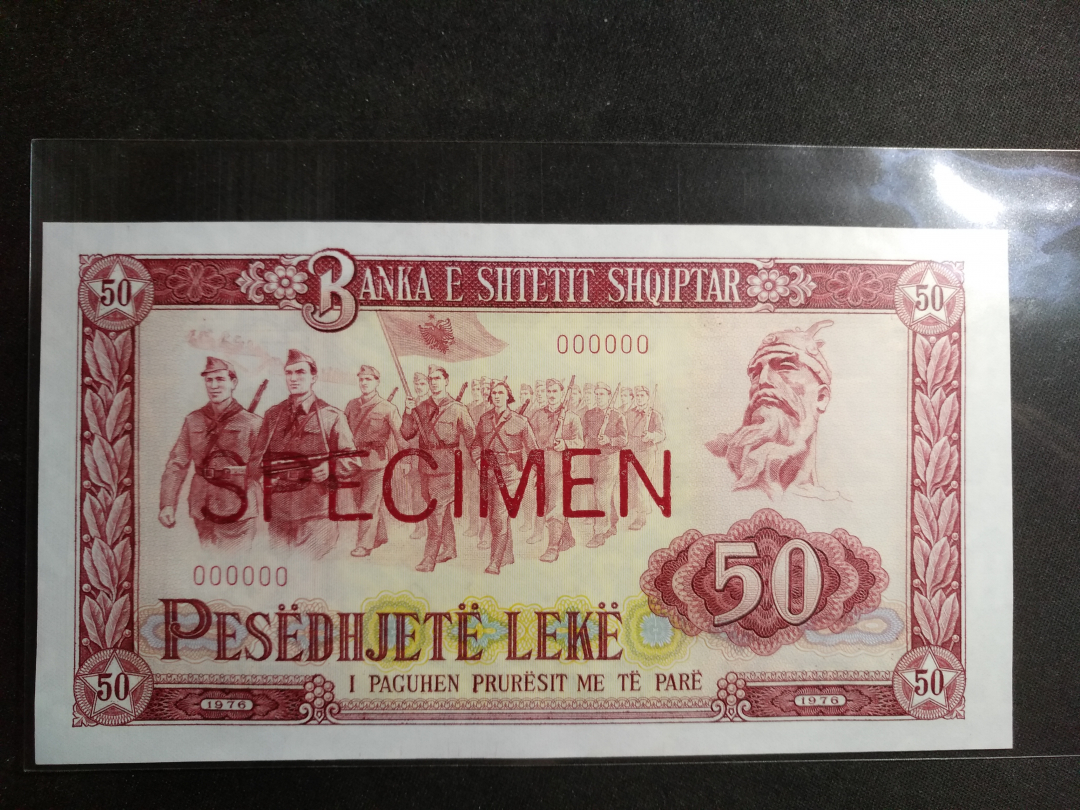 50 BANKA E SHTETIT SHQIPTAR 50
000000
SPECIMEN
000000
50
PESËDHJETË LEKË
I PAGUHEN PRURËSIT ME TË PARË
50 1976 1976 50